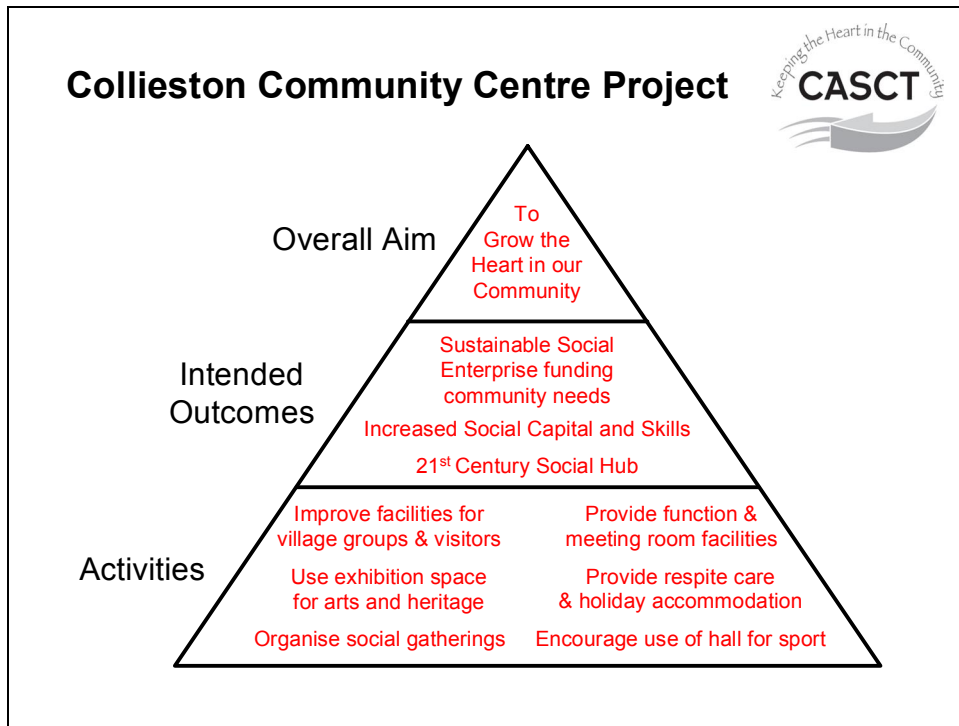 Keeping the Heart in the Community
CASCT
Collieston Community Centre Project
Overall Aim
To
Grow the
Heart in our
Community
Intended
Outcomes
Sustainable Social
Enterprise funding
community needs
Increased Social Capital and Skills
21st Century Social Hub
Activities
Improve facilities for
village groups & visitors
Provide function &
meeting room facilities
Use exhibition space
for arts and heritage
Provide respite care
& holiday accommodation
Organise social gatherings
Encourage use of hall for sport